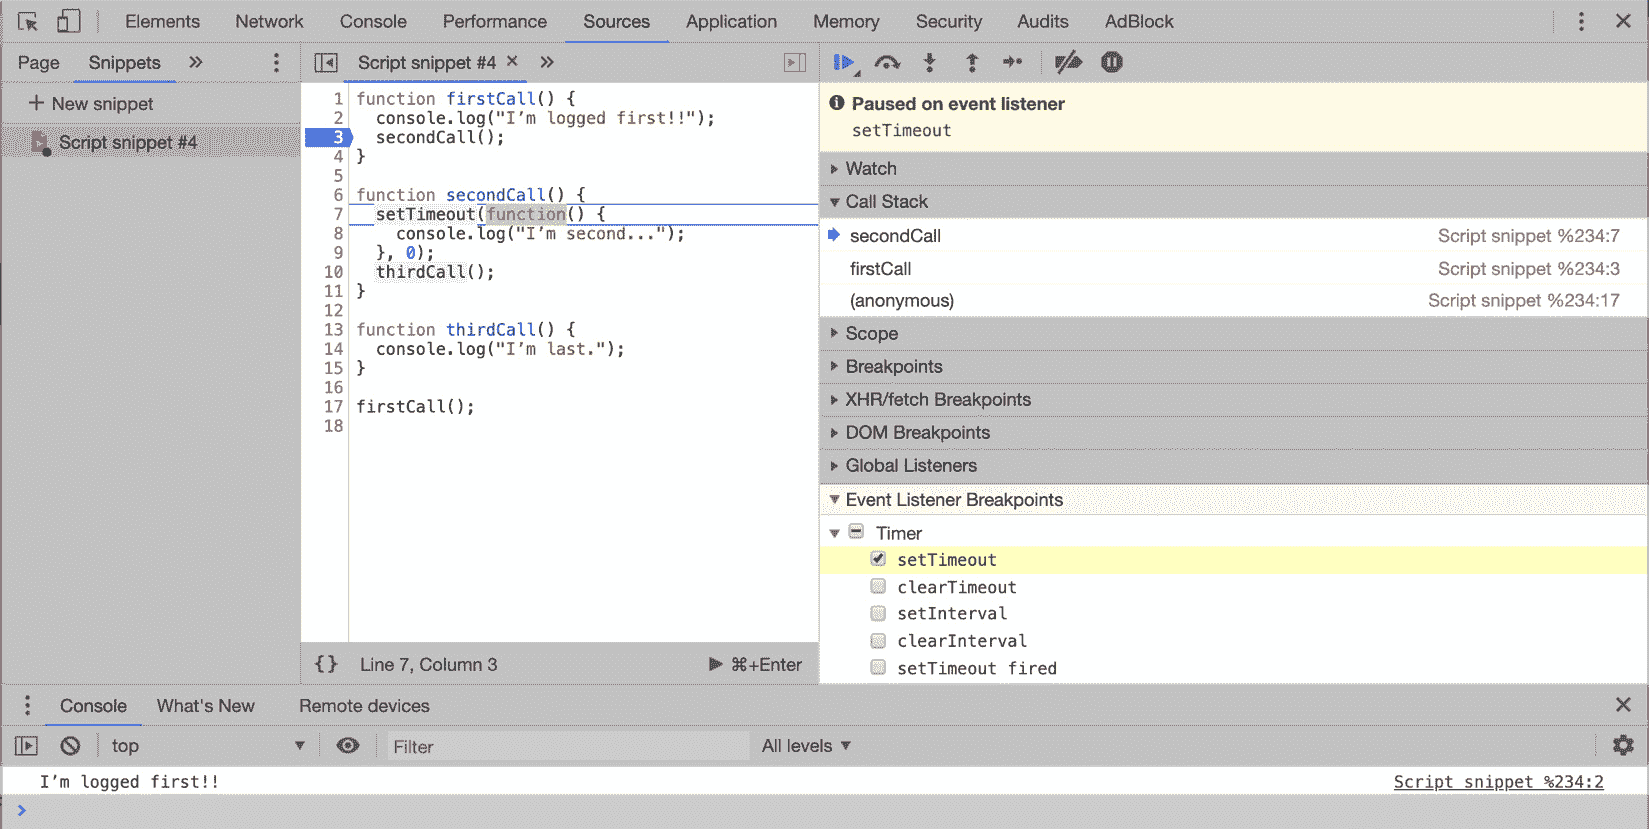 Elements Network Console Performance Sources Application Memory Security Audits AdBlock
Page Snippets »
Script snippet #4 × »
+ New snippet
Script snippet #4
1 function firstCall() {
2 console.log("I’m logged first!!");
3 secondCall();
4 }
5
6 function secondCall() {
7 setTimeout(function() {
8 console.log("I’m second...");
9 }, 0);
10 thirdCall();
11 }
12
13 function thirdCall() {
14 console.log("I’m last.");
15 }
16
17 firstCall();
18
{} Line 7, Column 3 ⌘+Enter
Paused on event listener
setTimeout
Watch
Call Stack
secondCall Script snippet %234:7
firstCall Script snippet %234:3
(anonymous) Script snippet %234:17
Scope
Breakpoints
XHR/fetch Breakpoints
DOM Breakpoints
Global Listeners
Event Listener Breakpoints
Timer
setTimeout
clearTimeout
setInterval
clearInterval
setTimeout fired
Console What's New Remote devices
top Filter All levels
I’m logged first!! Script snippet %234:2
>